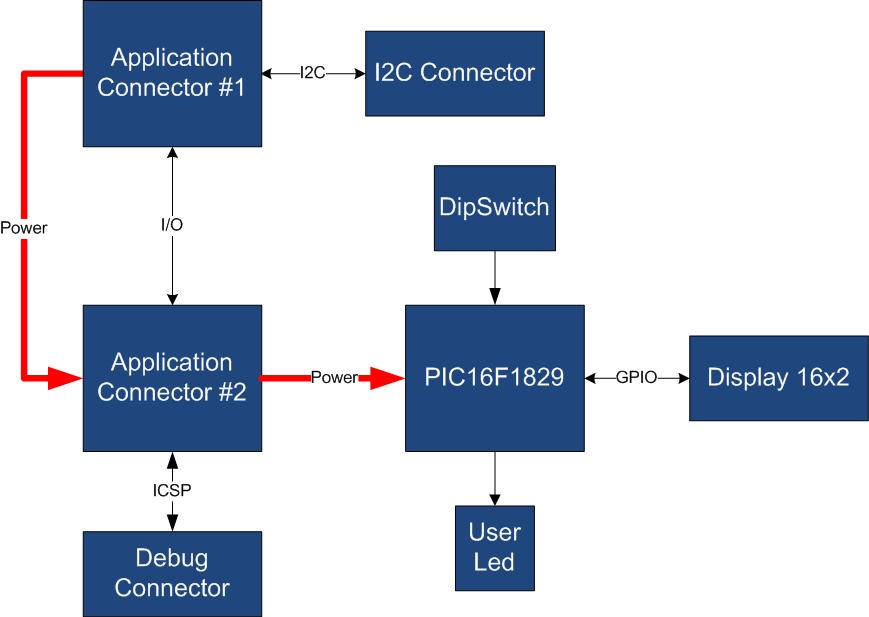 Application
Connector #1
I2C
I2C Connector
DipSwitch
Power
I/O
Application
Connector #2
Power
PIC16F1829
GPIO
Display 16x2
ICSP
User
Led
Debug
Connector